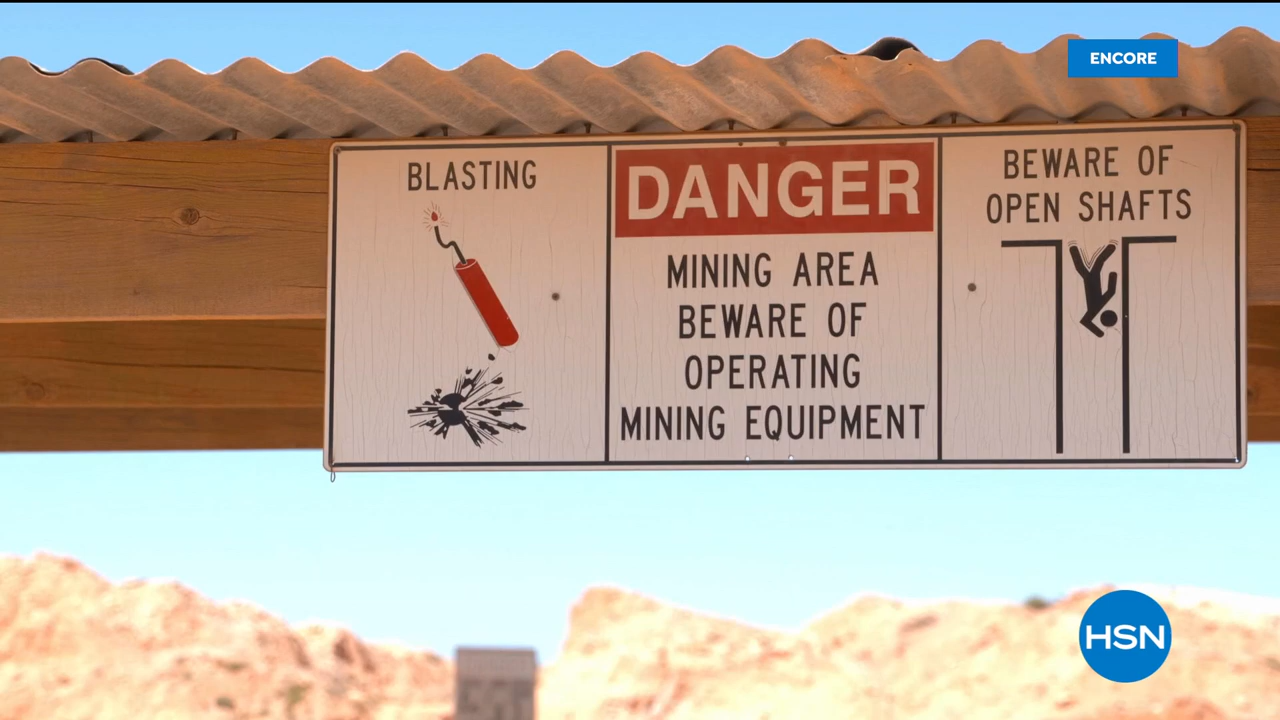 ENCORE
BLASTING
DANGER
MINING AREA
BEWARE OF
OPERATING
MINING EQUIPMENT
BEWARE OF
OPEN SHAFTS
HSN